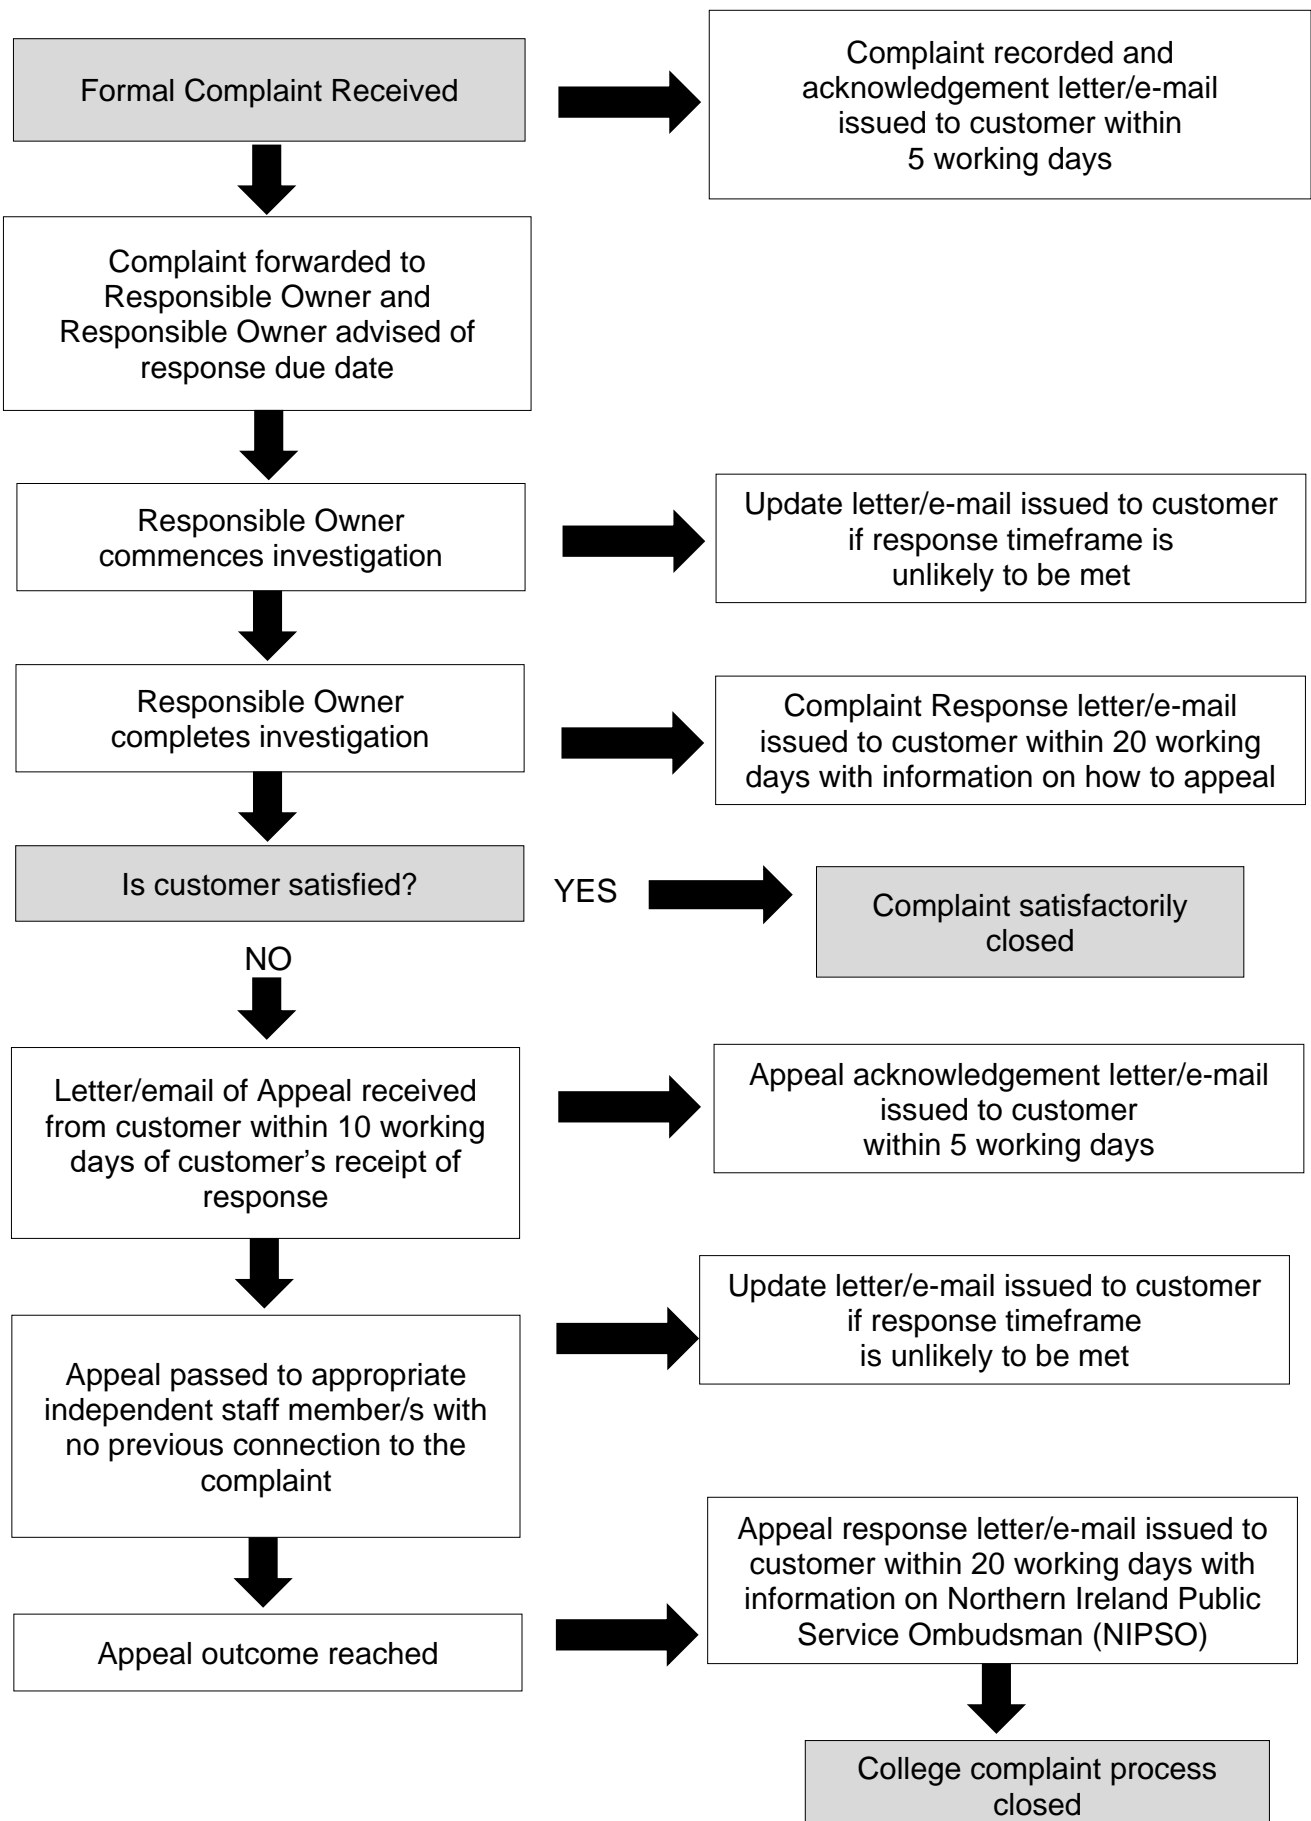 Formal Complaint Received
Complaint recorded and
acknowledgement letter/e-mail
issued to customer within
5 working days
Complaint forwarded to
Responsible Owner and
Responsible Owner advised of
response due date
Responsible Owner
commences investigation
Update letter/e-mail issued to customer
if response timeframe is
unlikely to be met
Responsible Owner
completes investigation
Complaint Response letter/e-mail
issued to customer within 20 working
days with information on how to appeal
Is customer satisfied?
YES
Complaint satisfactorily
closed
NO
Letter/email of Appeal received
from customer within 10 working
days of customer’s receipt of
response
Appeal acknowledgement letter/e-mail
issued to customer
within 5 working days
Appeal passed to appropriate
independent staff member/s with
no previous connection to the
complaint
Update letter/e-mail issued to customer
if response timeframe
is unlikely to be met
Appeal outcome reached
Appeal response letter/e-mail issued to
customer within 20 working days with
information on Northern Ireland Public
Service Ombudsman (NIPSO)
College complaint process
closed